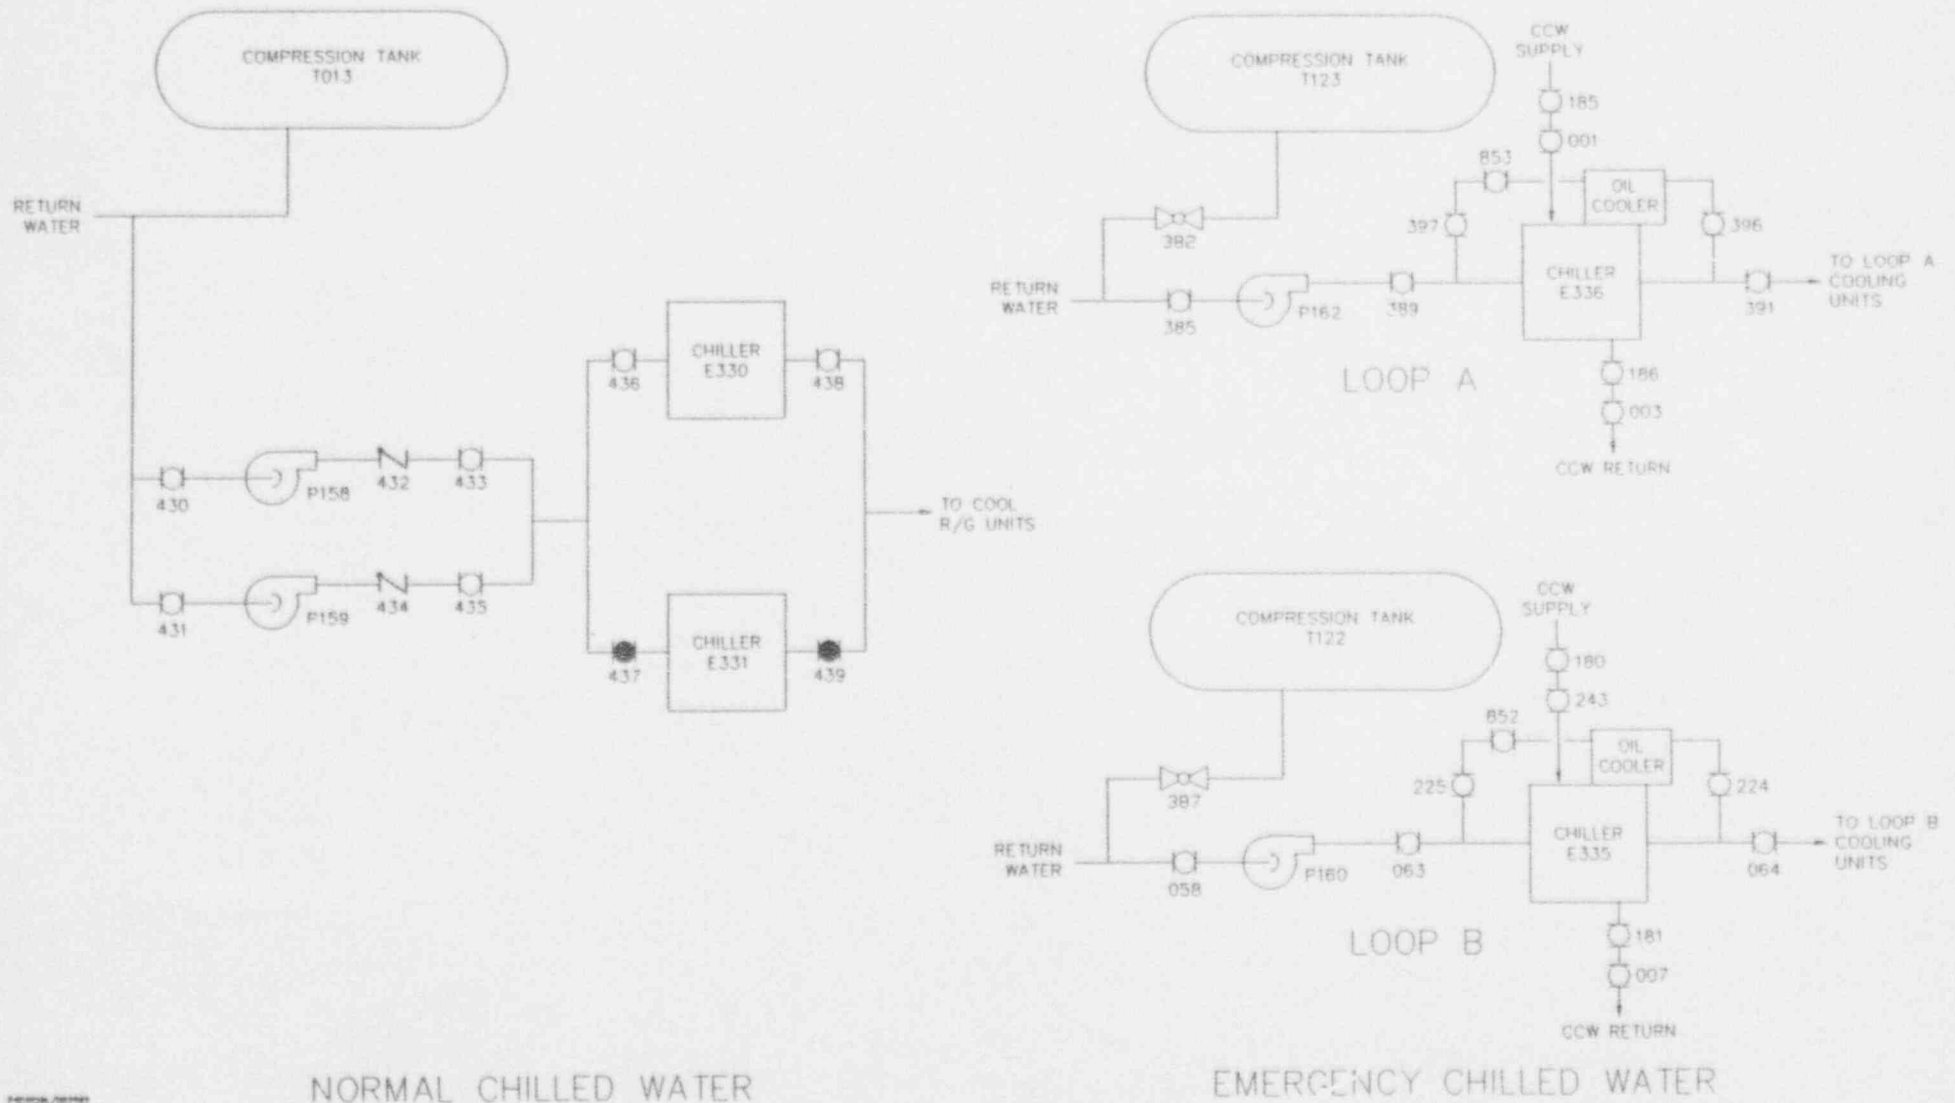 COMPRESSION TANK
T013
RETURN
WATER
430
P158
432
433
431
P159
434
435
436
CHILLER
E330
438
437
CHILLER
E331
439
TO COOL
R/G UNITS
NORMAL CHILLED WATER
COMPRESSION TANK
T123
CCW
SUPPLY
185
001
853
OIL
COOLER
397
396
382
RETURN
WATER
385
P162
389
CHILLER
E336
391
TO LOOP A
COOLING
UNITS
LOOP A
186
003
CCW RETURN
COMPRESSION TANK
T122
CCW
SUPPLY
180
243
852
OIL
COOLER
225
224
387
RETURN
WATER
058
P160
063
CHILLER
E335
064
TO LOOP B
COOLING
UNITS
LOOP B
181
007
CCW RETURN
EMERGENCY CHILLED WATER